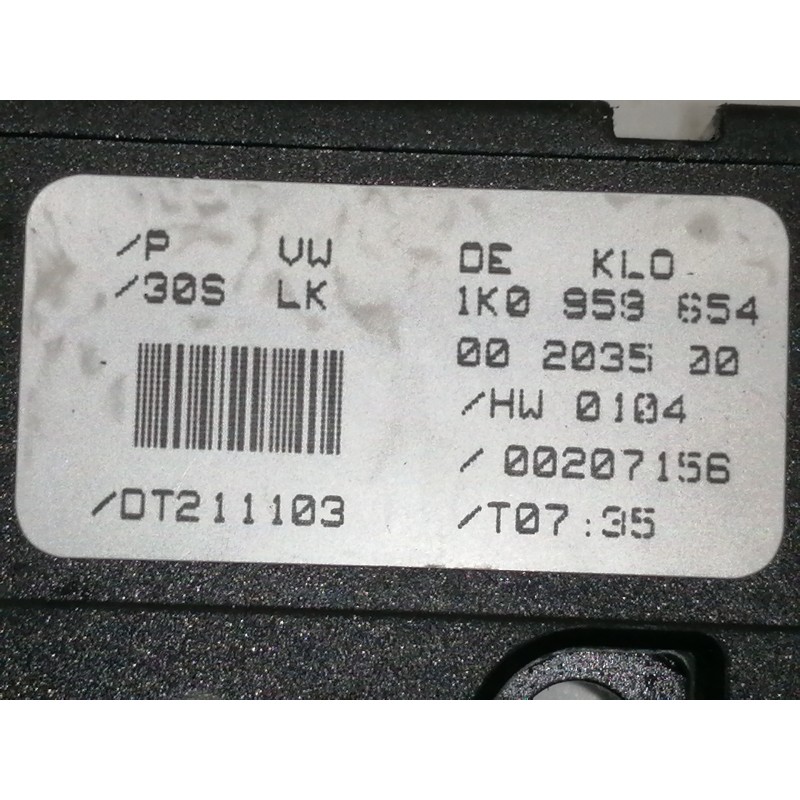 /P VW DE KLO
/30S LK 1K0 959 654
00 2035 00
/HW 0104
/ 00207156
/DT211103 /T07:35